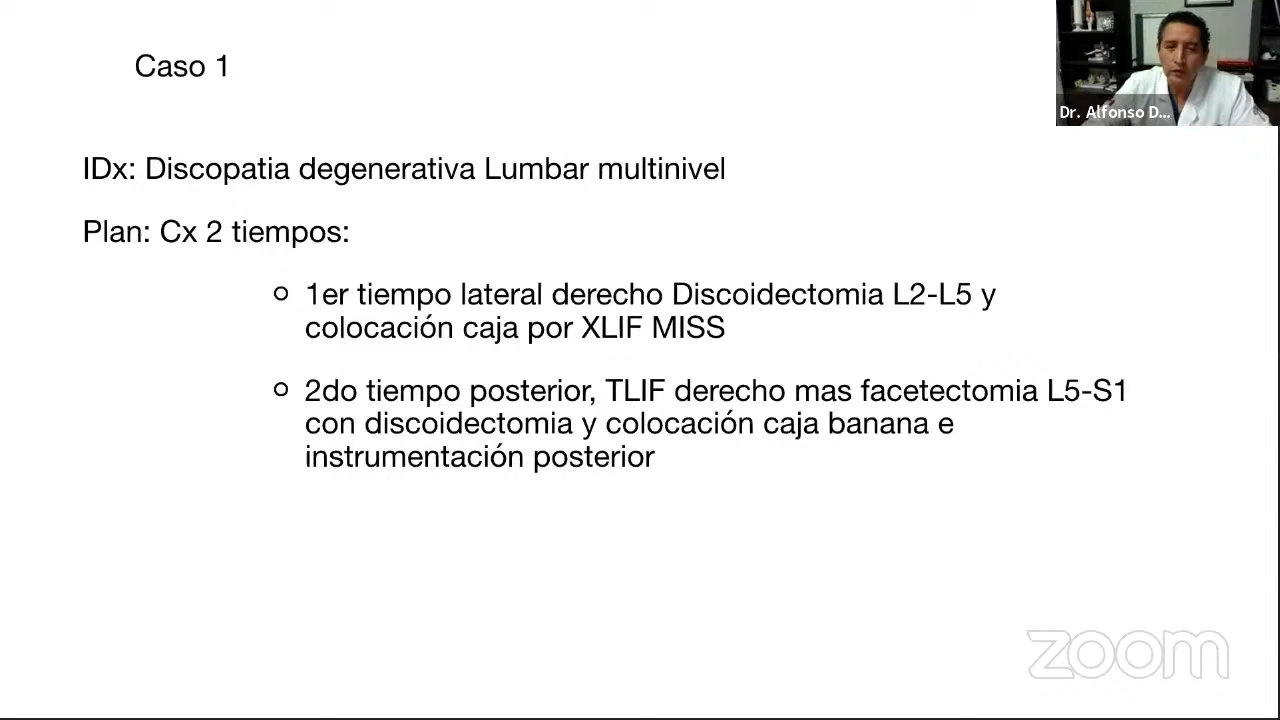 Caso 1
Dr. Alfonso D...
IDx: Discopatia degenerativa Lumbar multinivel
Plan: Cx 2 tiempos:
1er tiempo lateral derecho Discoidectomia L2-L5 y
colocación caja por XLIF MISS
2do tiempo posterior, TLIF derecho mas facetectomia L5-S1
con discoidectomia y colocación caja banana e
instrumentación posterior
zoom